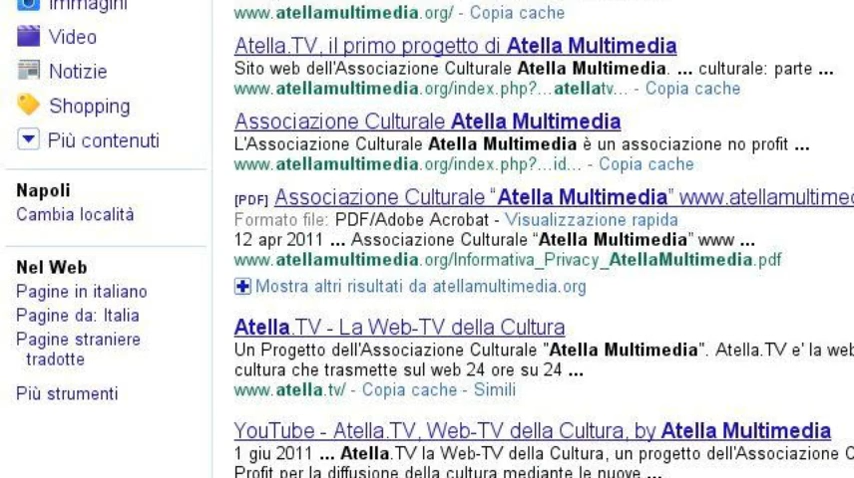 Immagini
Video
Notizie
Shopping
Più contenuti
Napoli
Cambia località
Nel Web
Pagine in italiano
Pagine da: Italia
Pagine straniere
tradotte
Più strumenti
www.atellamultimedia.org/ - Copia cache
Atella.TV, il primo progetto di Atella Multimedia
Sito web dell'Associazione Culturale Atella Multimedia. ... culturale: parte ...
www.atellamultimedia.org/index.php?...atellatv... - Copia cache
Associazione Culturale Atella Multimedia
L'Associazione Culturale Atella Multimedia è un associazione no profit ...
www.atellamultimedia.org/index.php?...id... - Copia cache
[PDF] Associazione Culturale “Atella Multimedia” www.atellamultimed
Formato file: PDF/Adobe Acrobat - Visualizzazione rapida
12 apr 2011 ... Associazione Culturale “Atella Multimedia” www ...
www.atellamultimedia.org/Informativa_Privacy_AtellaMultimedia.pdf
Mostra altri risultati da atellamultimedia.org
Atella.TV - La Web-TV della Cultura
Un Progetto dell'Associazione Culturale "Atella Multimedia". Atella.TV e' la web
cultura che trasmette sul web 24 ore su 24 ...
www.atella.tv/ - Copia cache - Simili
YouTube - Atella.TV, Web-TV della Cultura, by Atella Multimedia
1 giu 2011 ... Atella.TV la Web-TV della Cultura, un progetto dell'Associazione C
Profit per la diffusione della cultura mediante le nuove ...